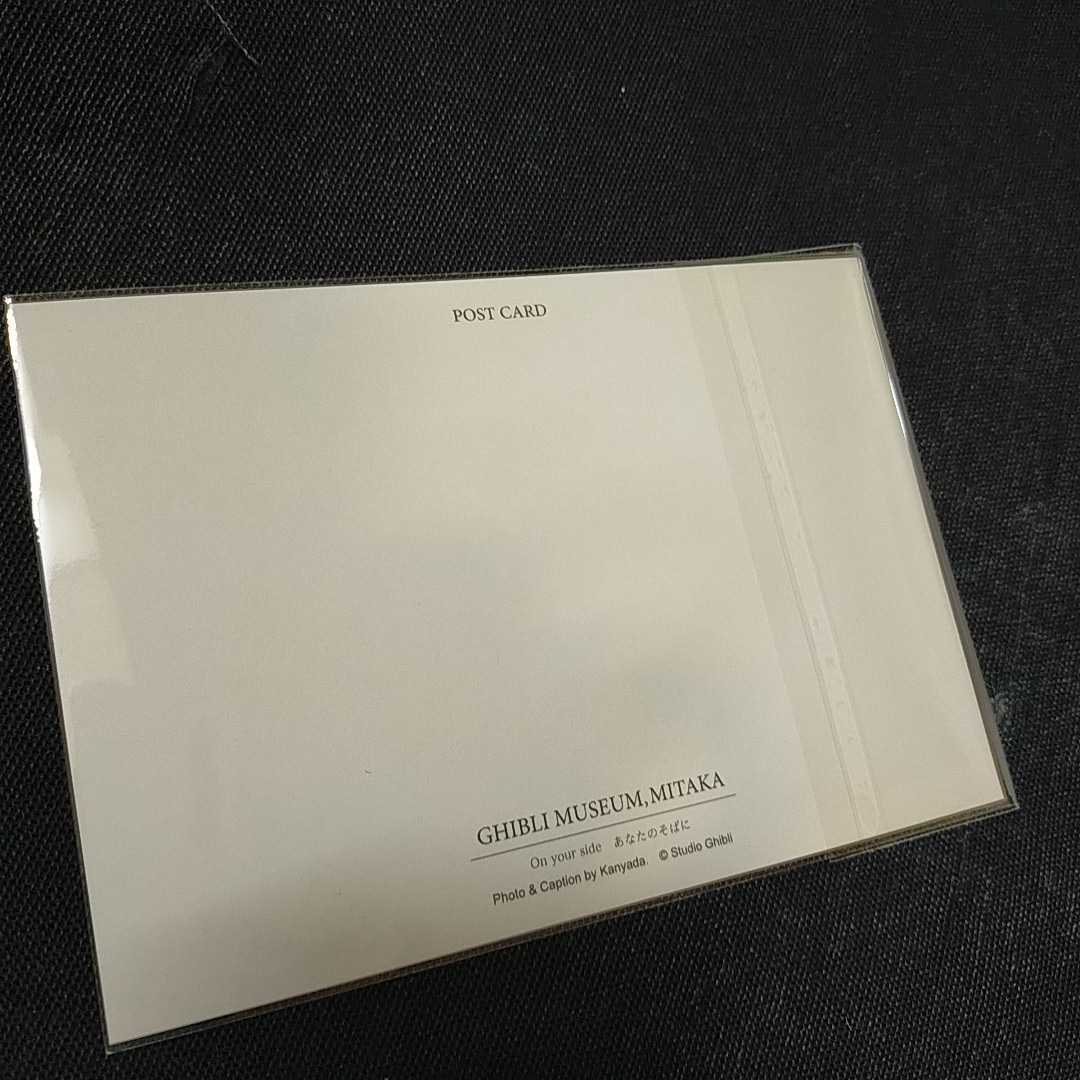 POST CARD
GHIBLI MUSEUM, MITAKA
On your side あなたのそばに
Photo & Caption by Kanyada. © Studio Ghibli